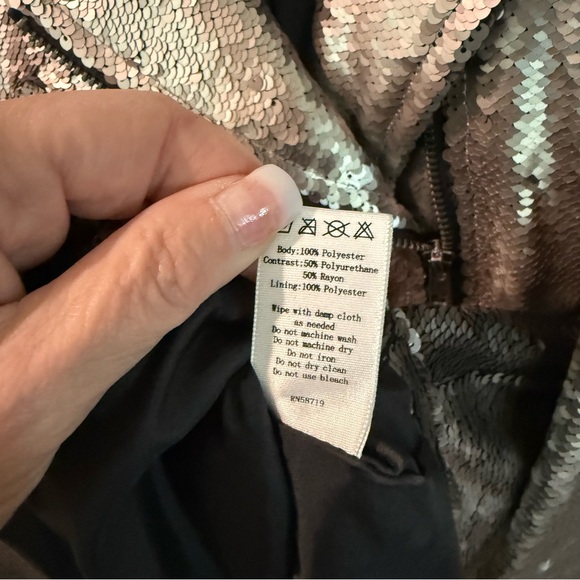 Body:100% Polyester
Contrast:50% Polyurethane
50% Rayon
Lining:100% Polyester
Wipe with damp cloth
as needed
Do not machine wash
Do not machine dry
Do not iron
Do not dry clean
Do not use bleach
RN58719